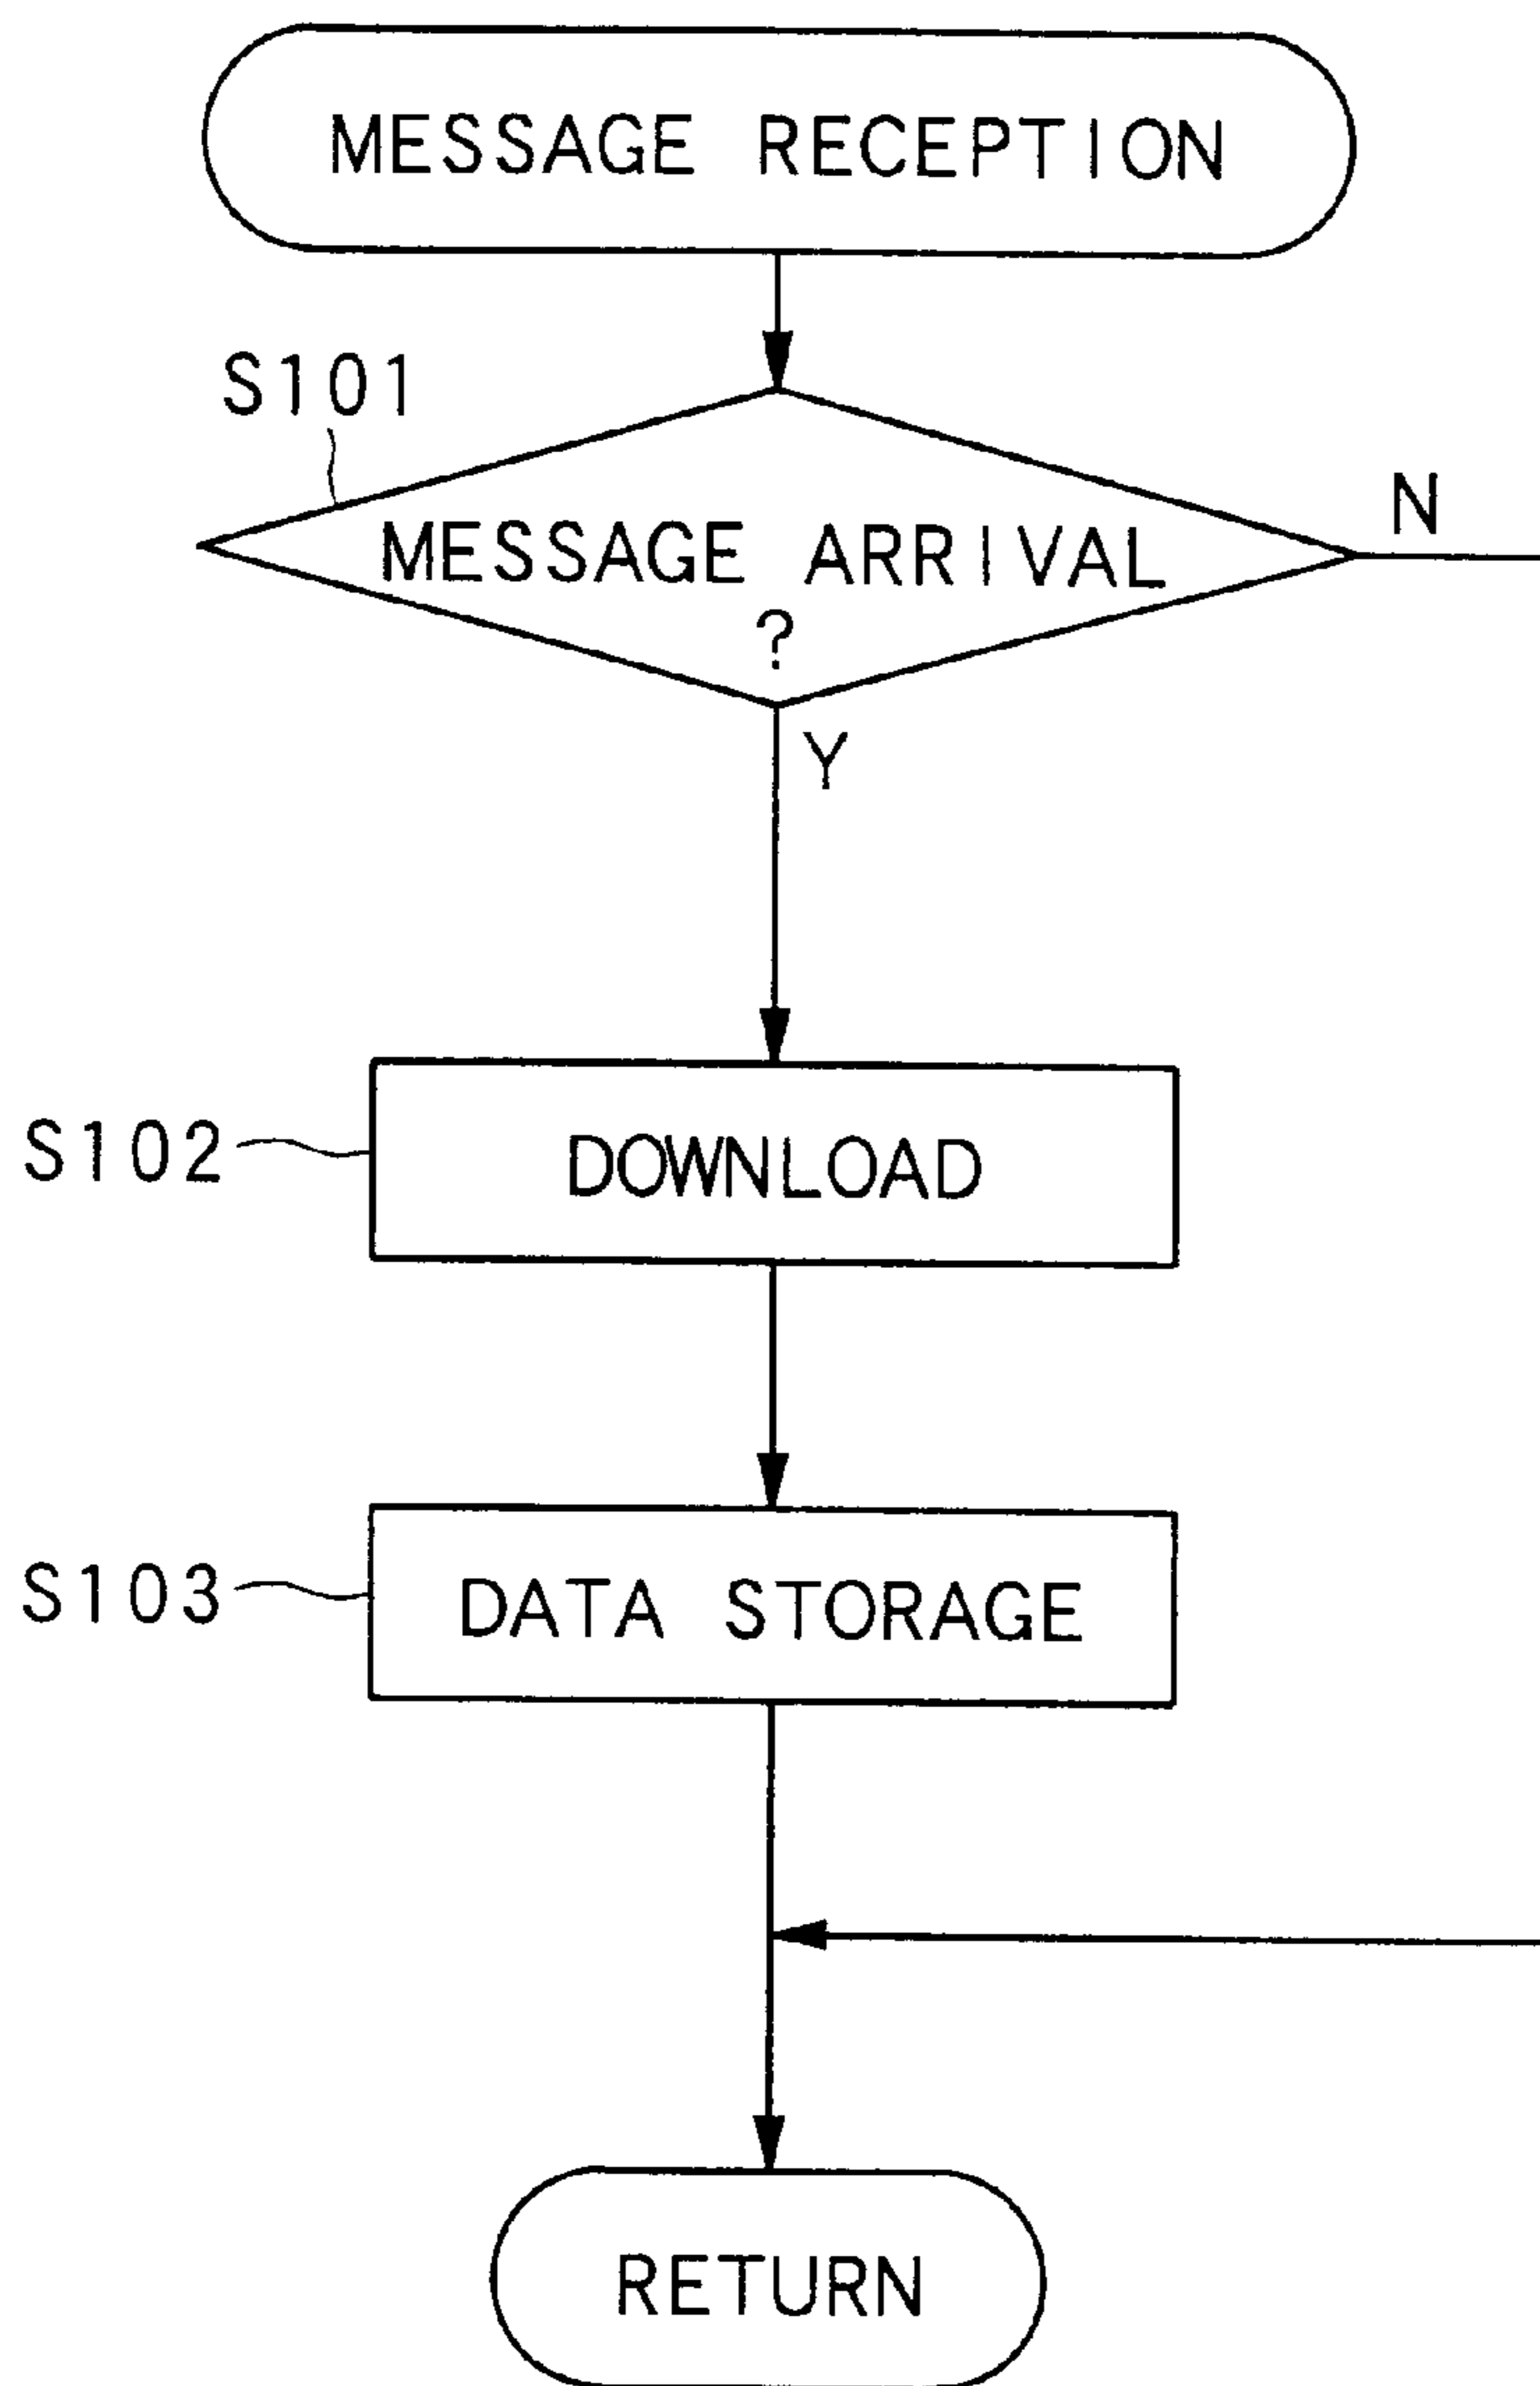 MESSAGE RECEPTION
S101
N
MESSAGE ARRIVAL
?
Y
S102
DOWNLOAD
S103
DATA STORAGE
RETURN